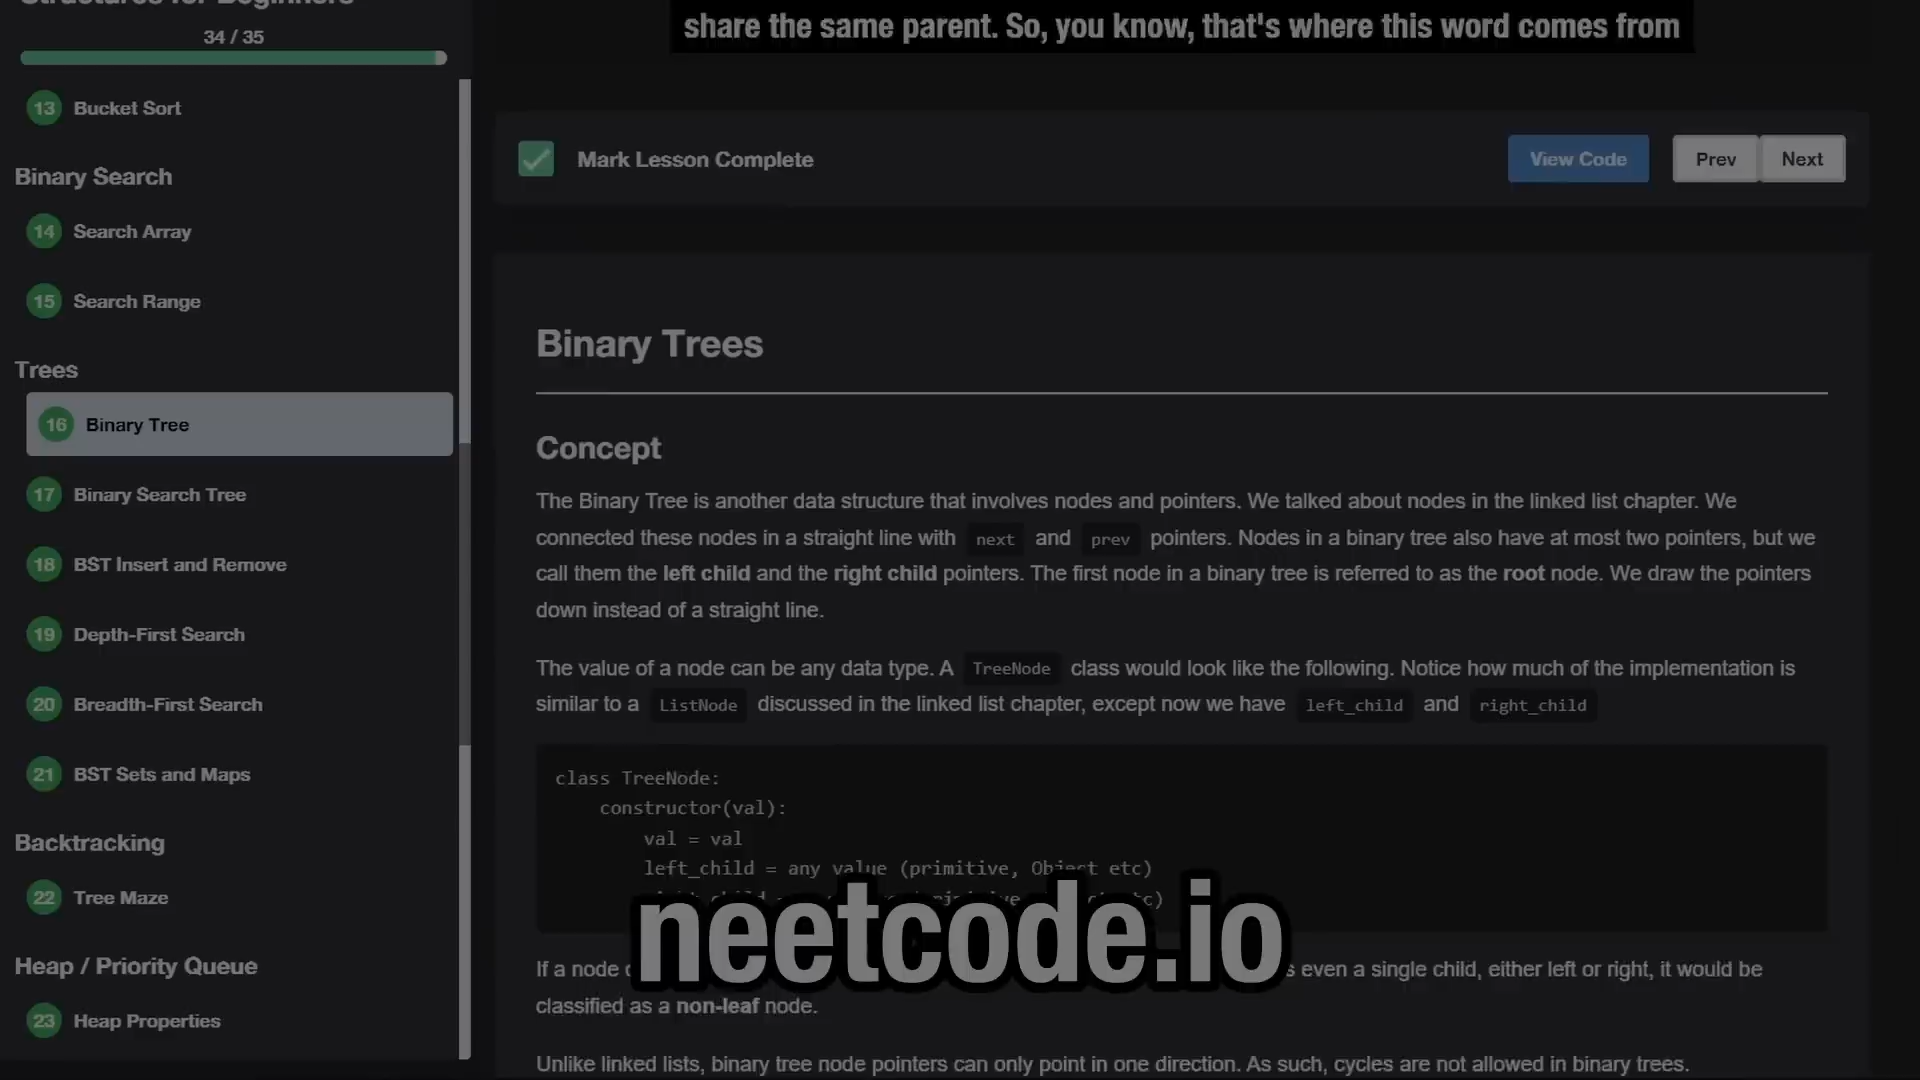 Structures for Beginners
34 / 35
13 Bucket Sort
Binary Search
14 Search Array
15 Search Range
Trees
16 Binary Tree
17 Binary Search Tree
18 BST Insert and Remove
19 Depth-First Search
20 Breadth-First Search
21 BST Sets and Maps
Backtracking
22 Tree Maze
Heap / Priority Queue
23 Heap Properties
share the same parent. So, you know, that's where this word comes from
Mark Lesson Complete
View Code
Prev
Next
Binary Trees
Concept
The Binary Tree is another data structure that involves nodes and pointers. We talked about nodes in the linked list chapter. We
connected these nodes in a straight line with next and prev pointers. Nodes in a binary tree also have at most two pointers, but we
call them the left child and the right child pointers. The first node in a binary tree is referred to as the root node. We draw the pointers
down instead of a straight line.
The value of a node can be any data type. A TreeNode class would look like the following. Notice how much of the implementation is
similar to a ListNode discussed in the linked list chapter, except now we have left_child and right_child
class TreeNode:
constructor(val):
val = val
left_child = any value (primitive, Object etc)
neetcode.io
If a node
even a single child, either left or right, it would be
classified as a non-leaf node.
Unlike linked lists, binary tree node pointers can only point in one direction. As such, cycles are not allowed in binary trees.